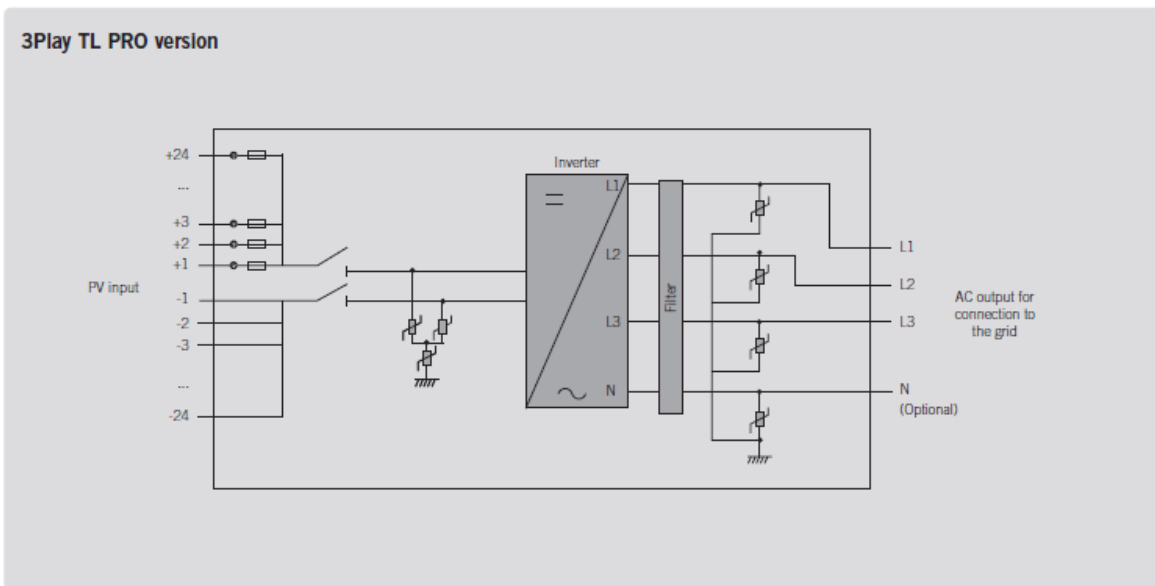 3Play TL PRO version
+24
...
+3
+2
+1
PV input
-1
-2
-3
...
-24
Inverter
L1
L2
L3
N
Filter
L1
L2
L3
N
(Optional)
AC output for
connection to
the grid